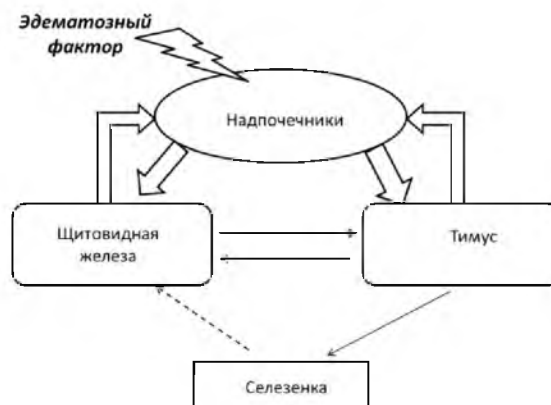 Эдематозный
фактор
Надпочечники
Щитовидная
железа
Тимус
Селезенка